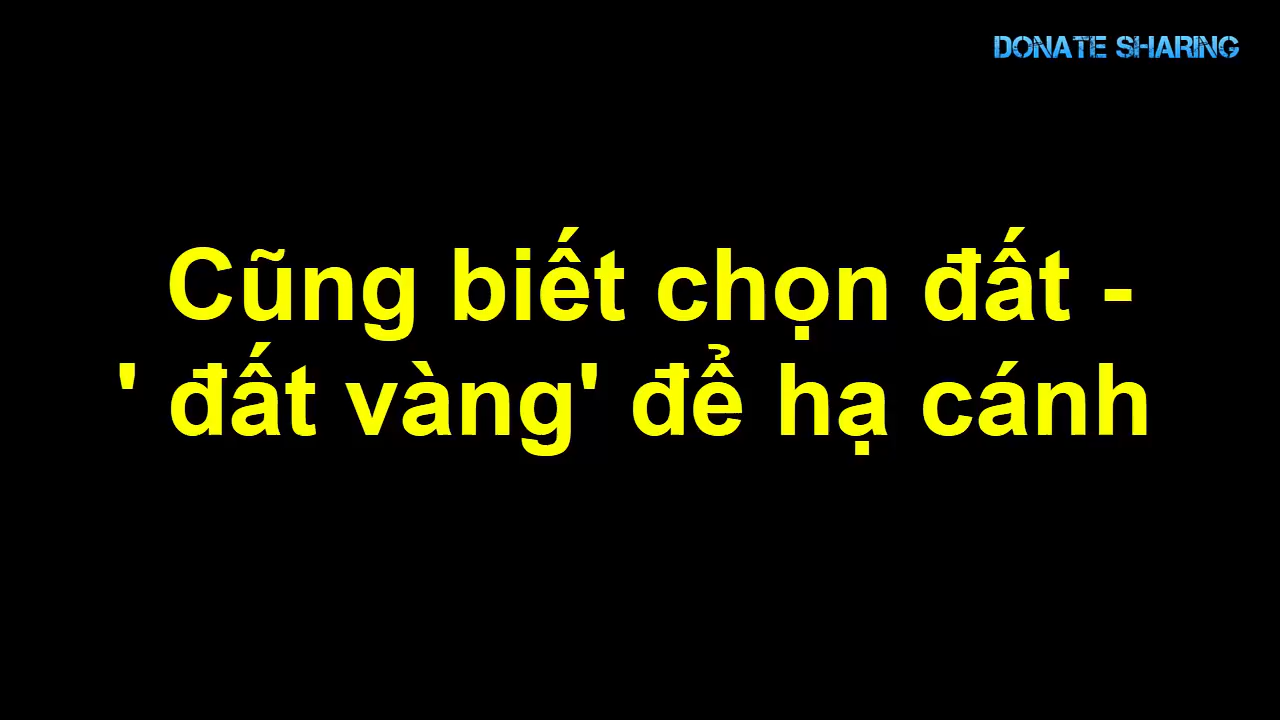 DONATE SHARING
Cũng biết chọn đất -
' đất vàng' để hạ cánh